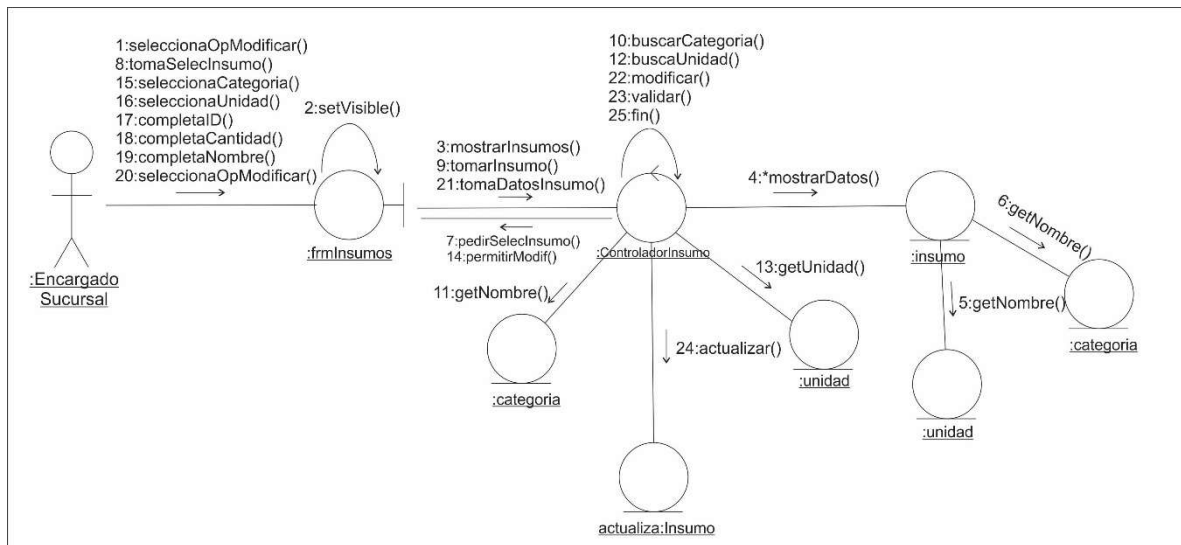 1:seleccionaOpModificar()
8:tomaSelecInsumo()
15:seleccionaCategoria()
16:seleccionaUnidad()
17:completaID()
18:completaCantidad()
19:completaNombre()
20:seleccionaOpModificar()
:Encargado
Sucursal
2:setVisible()
:frmInsumos
3:mostrarInsumos()
9:tomarInsumo()
21:tomaDatosInsumo()
7:pedirSelecInsumo()
14:permitirModif()
10:buscarCategoria()
12:buscaUnidad()
22:modificar()
23:validar()
25:fin()
:ControladorInsumo
4:*mostrarDatos()
:insumo
6:getNombre()
:categoria
5:getNombre()
:unidad
13:getUnidad()
:unidad
11:getNombre()
:categoria
24:actualizar()
actualiza:Insumo